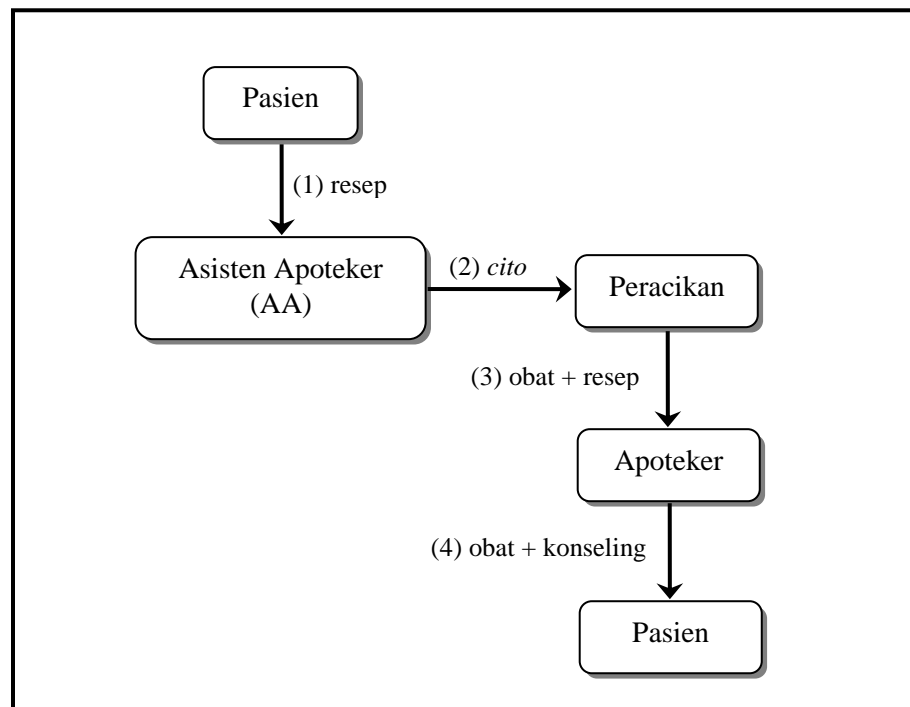 Pasien
(1) resep
Asisten Apoteker
(AA)
(2) cito
Peracikan
(3) obat + resep
Apoteker
(4) obat + konseling
Pasien